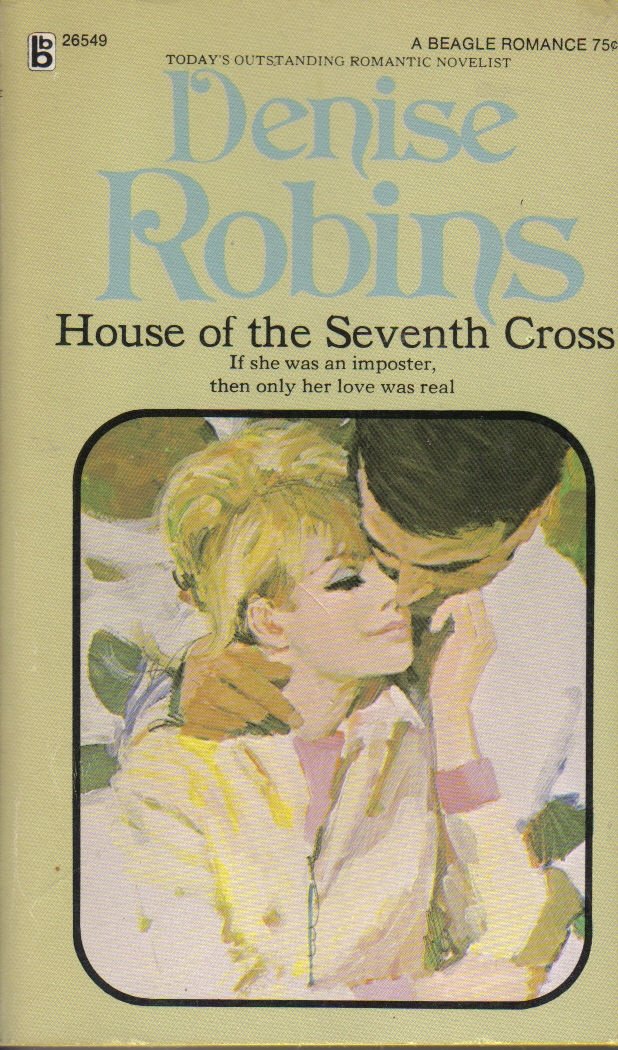 bb 26549
A BEAGLE ROMANCE 75¢
TODAY'S OUTSTANDING ROMANTIC NOVELIST
Denise
Robins
House of the Seventh Cross
If she was an imposter,
then only her love was real